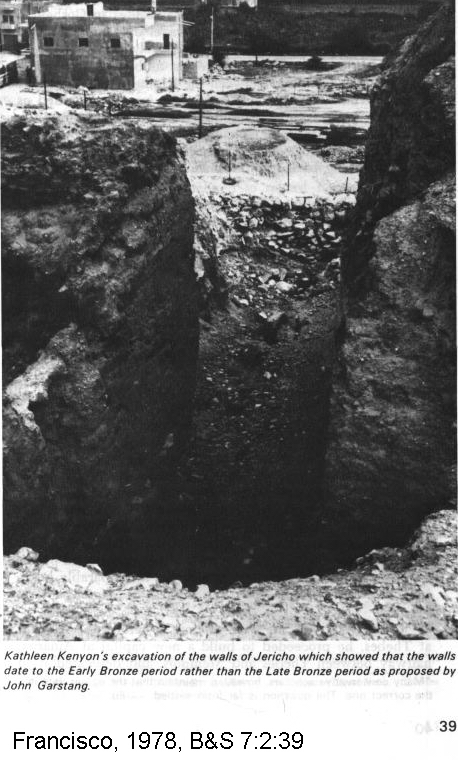 Kathleen Kenyon's excavation of the walls of Jericho which showed that the walls
date to the Early Bronze period rather than the Late Bronze period as proposed by
John Garstang.
39
Francisco, 1978, B&S 7:2:39